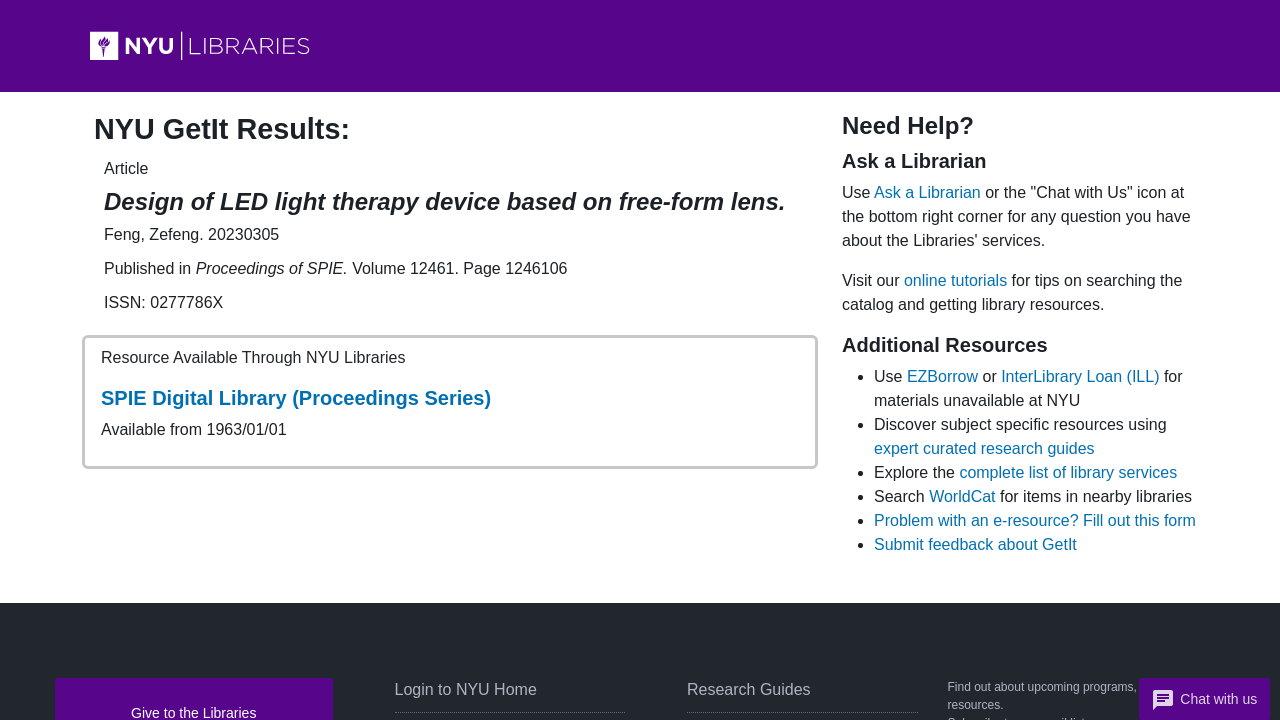 NYU LIBRARIES
NYU GetIt Results:
Article
Design of LED light therapy device based on free-form lens.
Feng, Zefeng. 20230305
Published in Proceedings of SPIE. Volume 12461. Page 1246106
ISSN: 0277786X
Resource Available Through NYU Libraries
SPIE Digital Library (Proceedings Series)
Available from 1963/01/01
Need Help?
Ask a Librarian
Use Ask a Librarian or the "Chat with Us" icon at
the bottom right corner for any question you have
about the Libraries' services.
Visit our online tutorials for tips on searching the
catalog and getting library resources.
Additional Resources
Use EZBorrow or InterLibrary Loan (ILL) for
materials unavailable at NYU
Discover subject specific resources using
expert curated research guides
Explore the complete list of library services
Search WorldCat for items in nearby libraries
Problem with an e-resource? Fill out this form
Submit feedback about GetIt
Give to the Libraries
Login to NYU Home
Research Guides
Find out about upcoming programs,
resources.
Chat with us